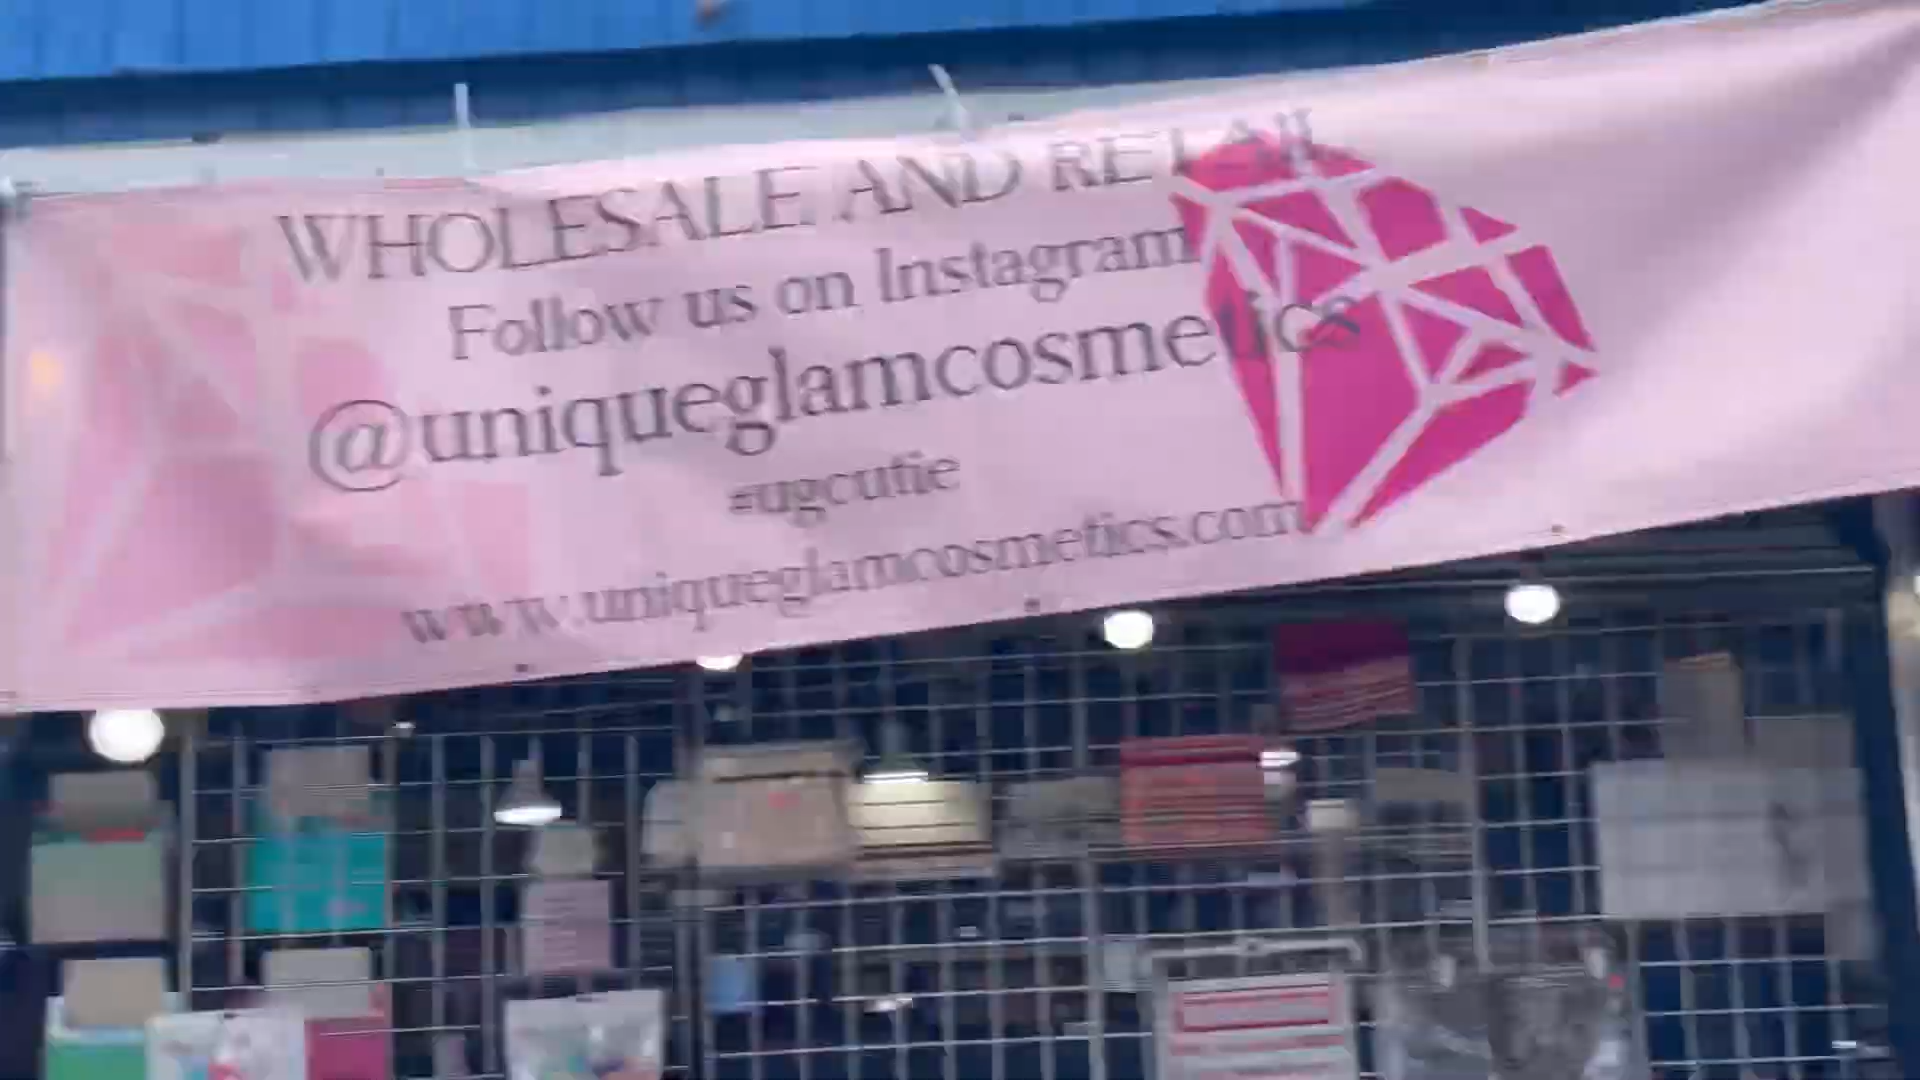 WHOLESALE AND RETAIL
Follow us on Instagram
@uniqueglamcosmetics
#ugcutie
www.uniqueglamcosmetics.com